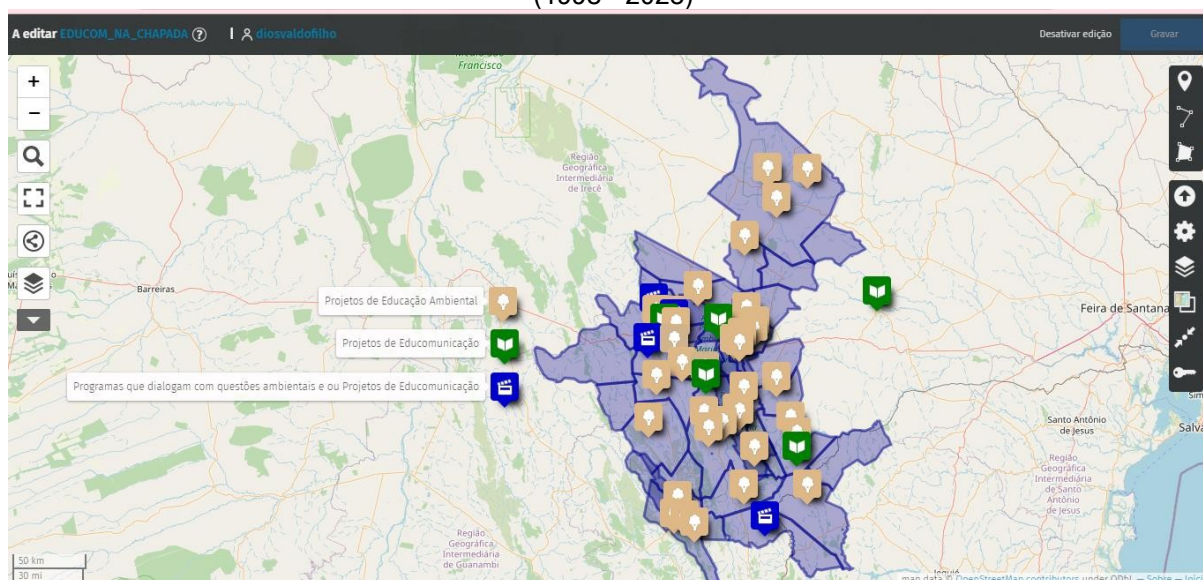 A editar EDUCOM_NA_CHAPADA ? | diosvaldofilho
Desativar edição
Gravar
Francisco
Região
Geográfica
Intermediária
de Irecê
Barreiras
Projetos de Educação Ambiental
Projetos de Educomunicação
Programas que dialogam com questões ambientais e ou Projetos de Educomunicação
Feira de Santana
Santo Antônio
de Jesus
Salva
Região
Geográfica
Intermediária
de Santo
Antônio
de Jesus
Região
Geográfica
Intermediária
de Guanambi
50 km
30 mi
map data © OpenStreetMap contributors under ODbL — Sobre —